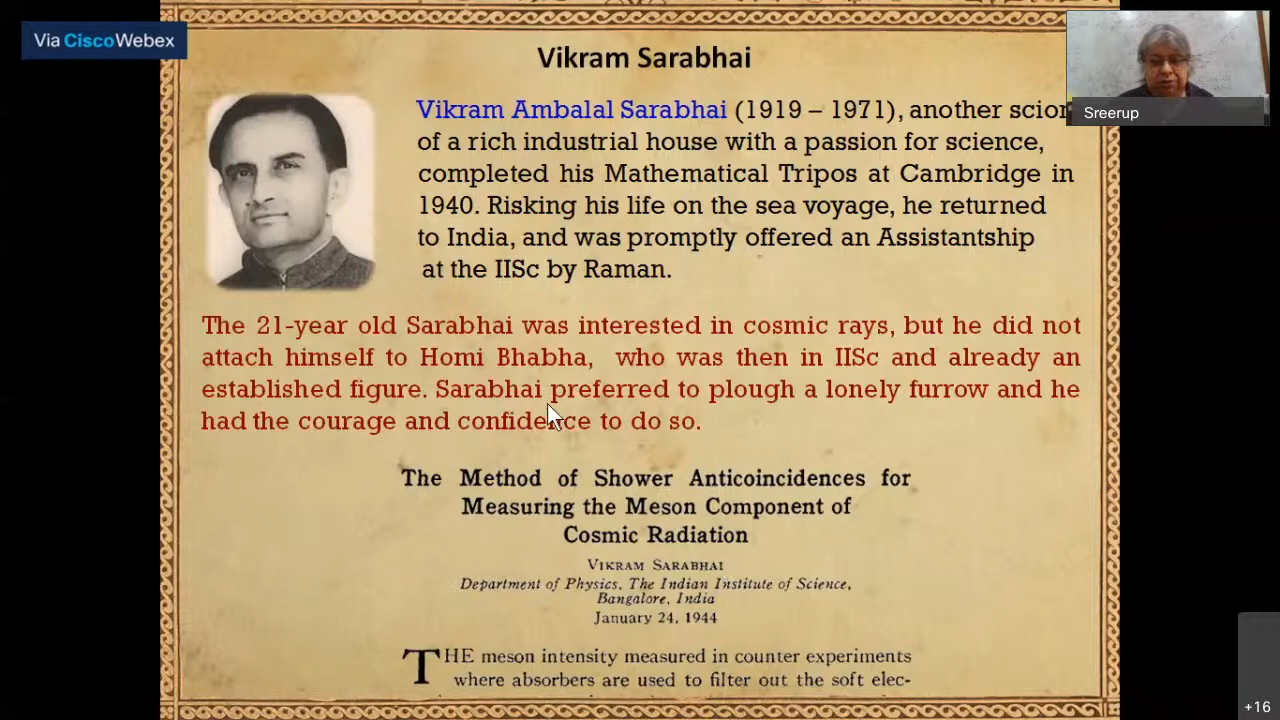 Via CiscoWebex
Vikram Sarabhai
Sreerup
Vikram Ambalal Sarabhai (1919 – 1971), another scion
of a rich industrial house with a passion for science,
completed his Mathematical Tripos at Cambridge in
1940. Risking his life on the sea voyage, he returned
to India, and was promptly offered an Assistantship
at the IISc by Raman.
The 21-year old Sarabhai was interested in cosmic rays, but he did not
attach himself to Homi Bhabha, who was then in IISc and already an
established figure. Sarabhai preferred to plough a lonely furrow and he
had the courage and confidence to do so.
The Method of Shower Anticoincidences for
Measuring the Meson Component of
Cosmic Radiation
VIKRAM SARABHAI
Department of Physics, The Indian Institute of Science,
Bangalore, India
January 24, 1944
THE meson intensity measured in counter experiments
where absorbers are used to filter out the soft elec-
+16